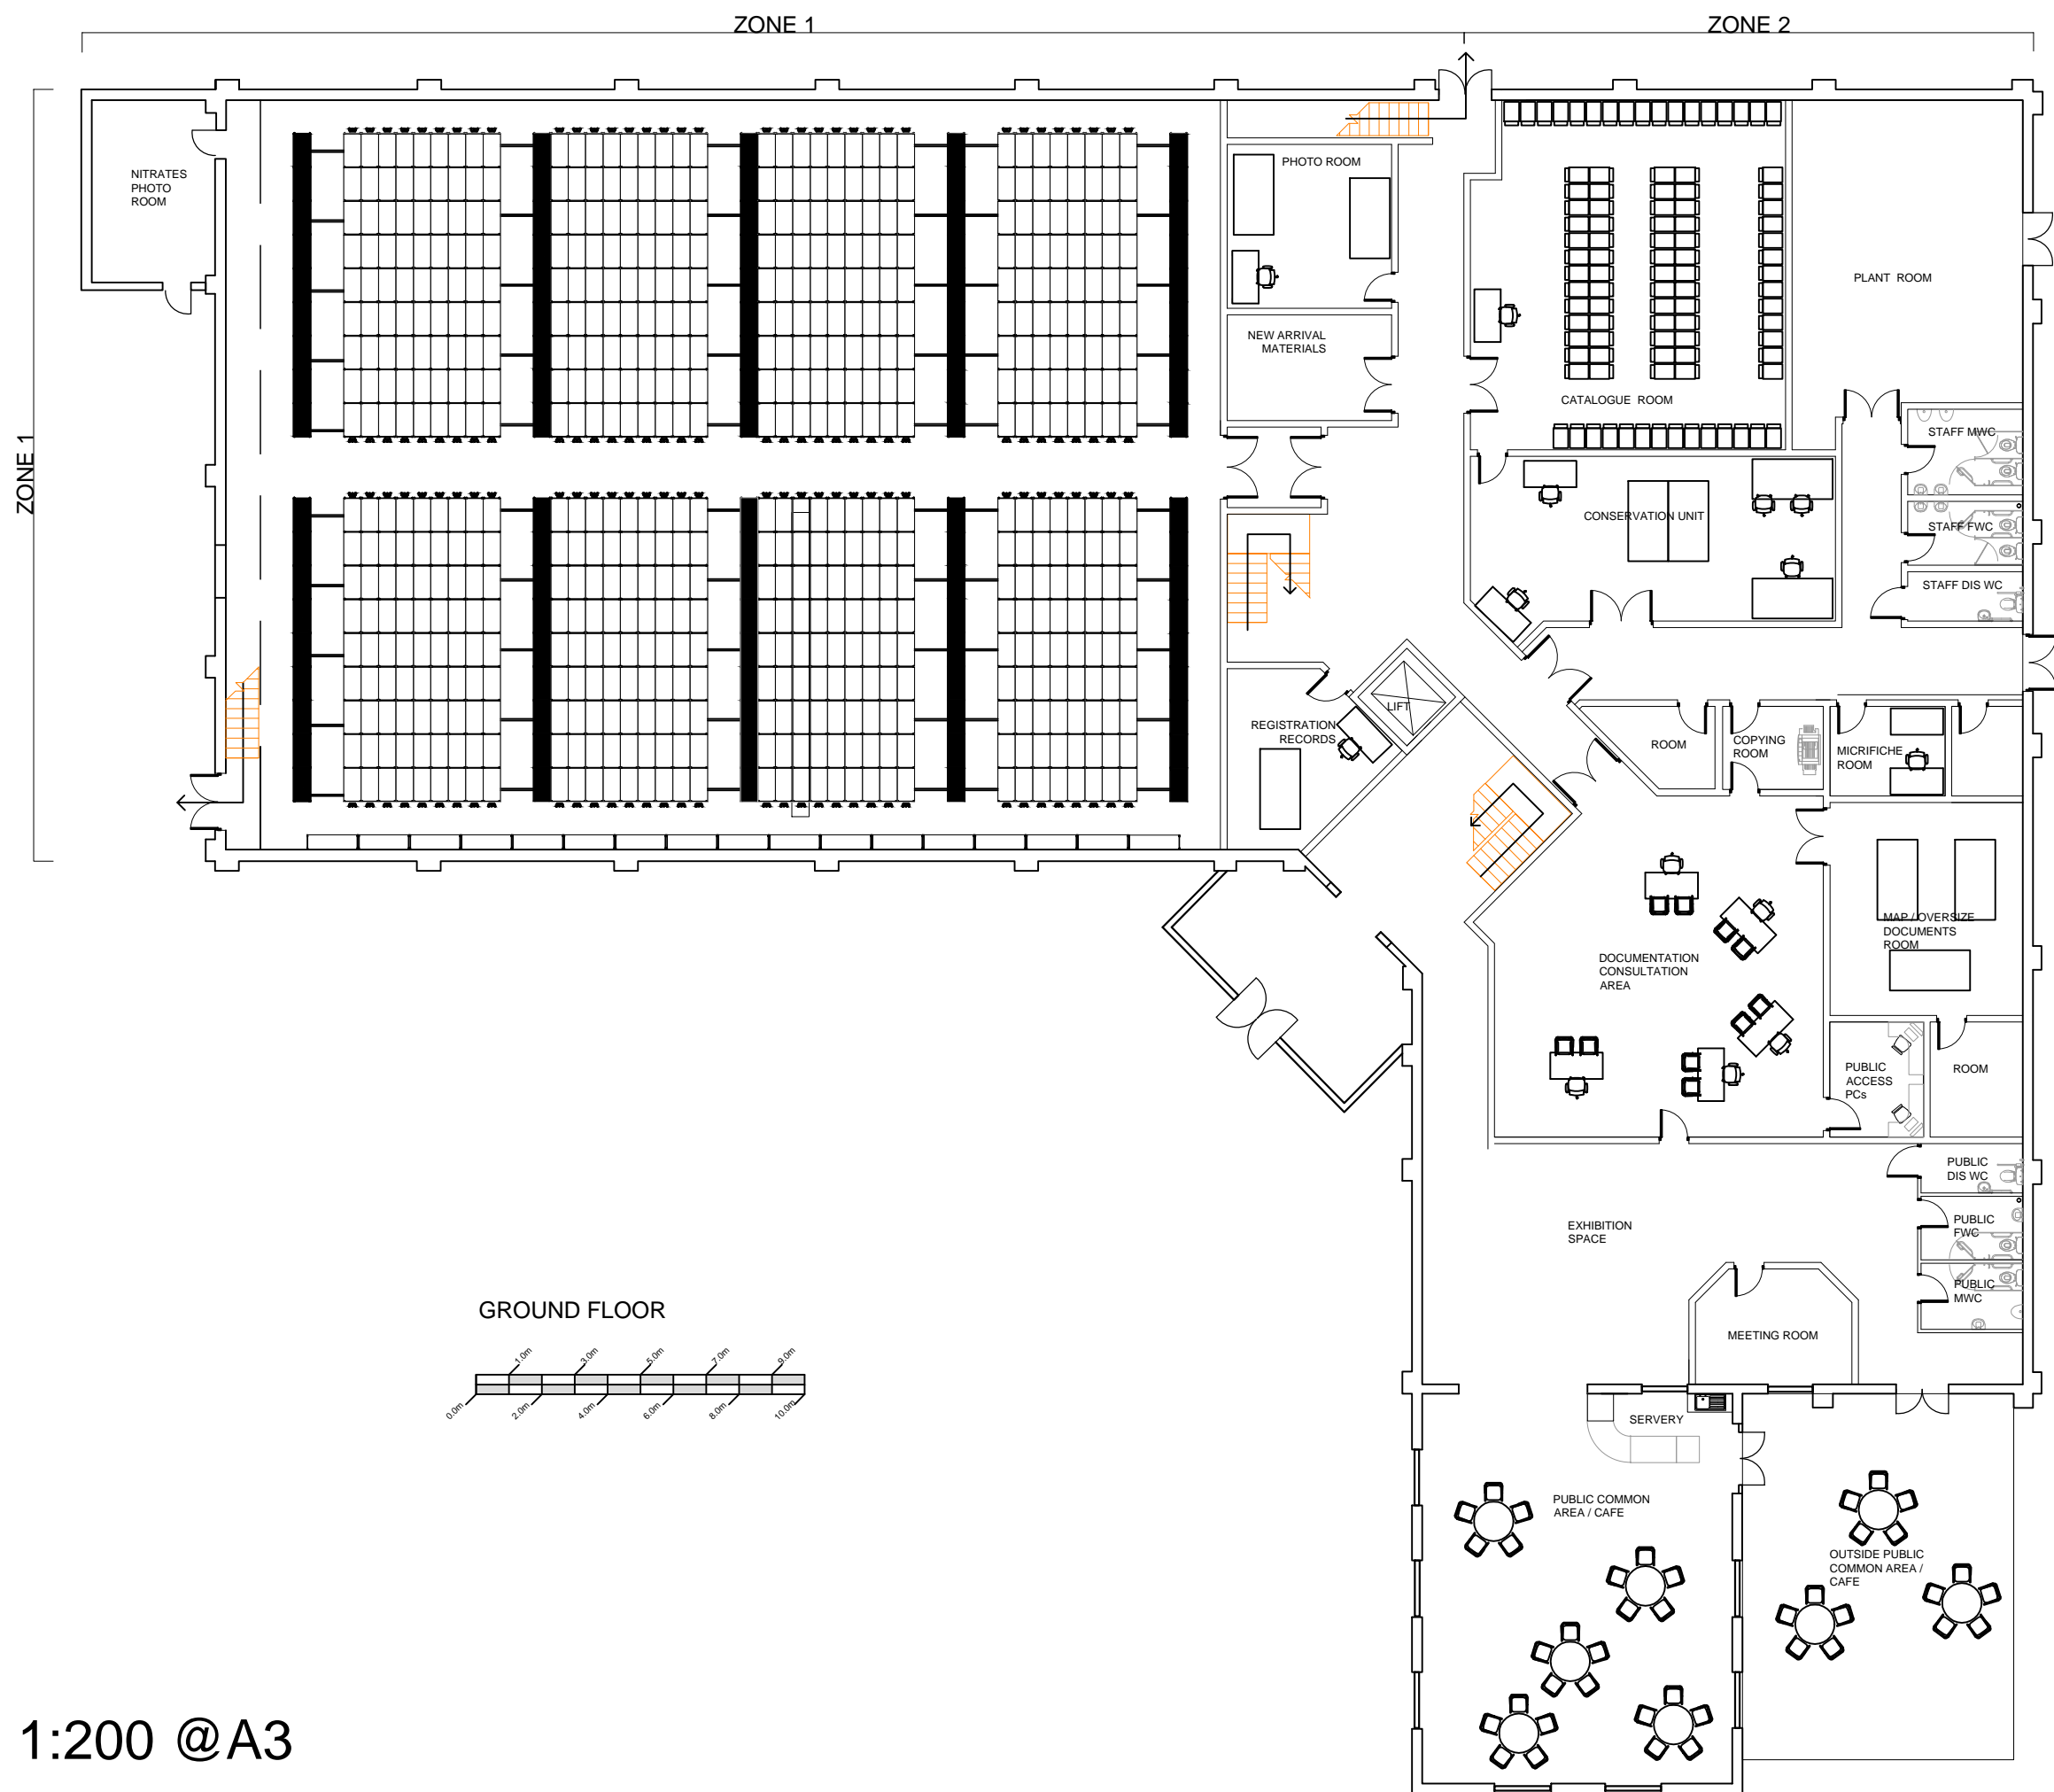 ZONE 1
ZONE 2
ZONE 1
NITRATES
PHOTO
ROOM
PHOTO ROOM
NEW ARRIVAL
MATERIALS
CATALOGUE ROOM
PLANT ROOM
STAFF MWC
STAFF FWC
STAFF DIS WC
CONSERVATION UNIT
REGISTRATION
RECORDS
LIFT
ROOM
COPYING
ROOM
MICRIFICHE
ROOM
MAP / OVERSIZE
DOCUMENTS
ROOM
DOCUMENTATION
CONSULTATION
AREA
PUBLIC
ACCESS
PCs
ROOM
PUBLIC
DIS WC
PUBLIC
FWC
PUBLIC
MWC
EXHIBITION
SPACE
MEETING ROOM
GROUND FLOOR
1.0m
3.0m
5.0m
7.0m
9.0m
0.0m
2.0m
4.0m
6.0m
8.0m
10.0m
SERVERY
PUBLIC COMMON
AREA / CAFE
OUTSIDE PUBLIC
COMMON AREA /
CAFE
1:200 @A3